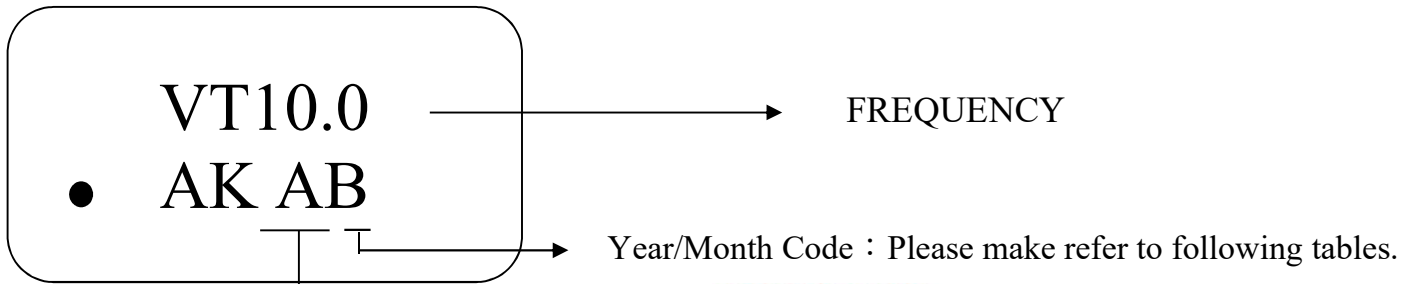 VT10.0
FREQUENCY
AK AB
Year/Month Code：Please make refer to following tables.